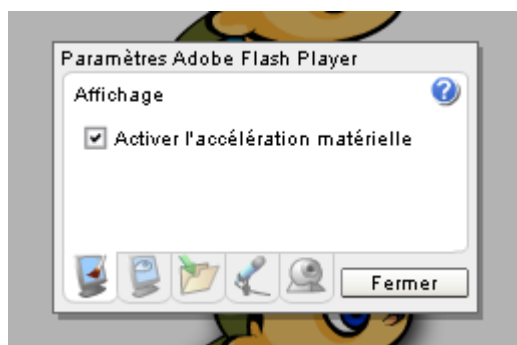 Paramètres Adobe Flash Player
Affichage
Activer l'accélération matérielle
Fermer